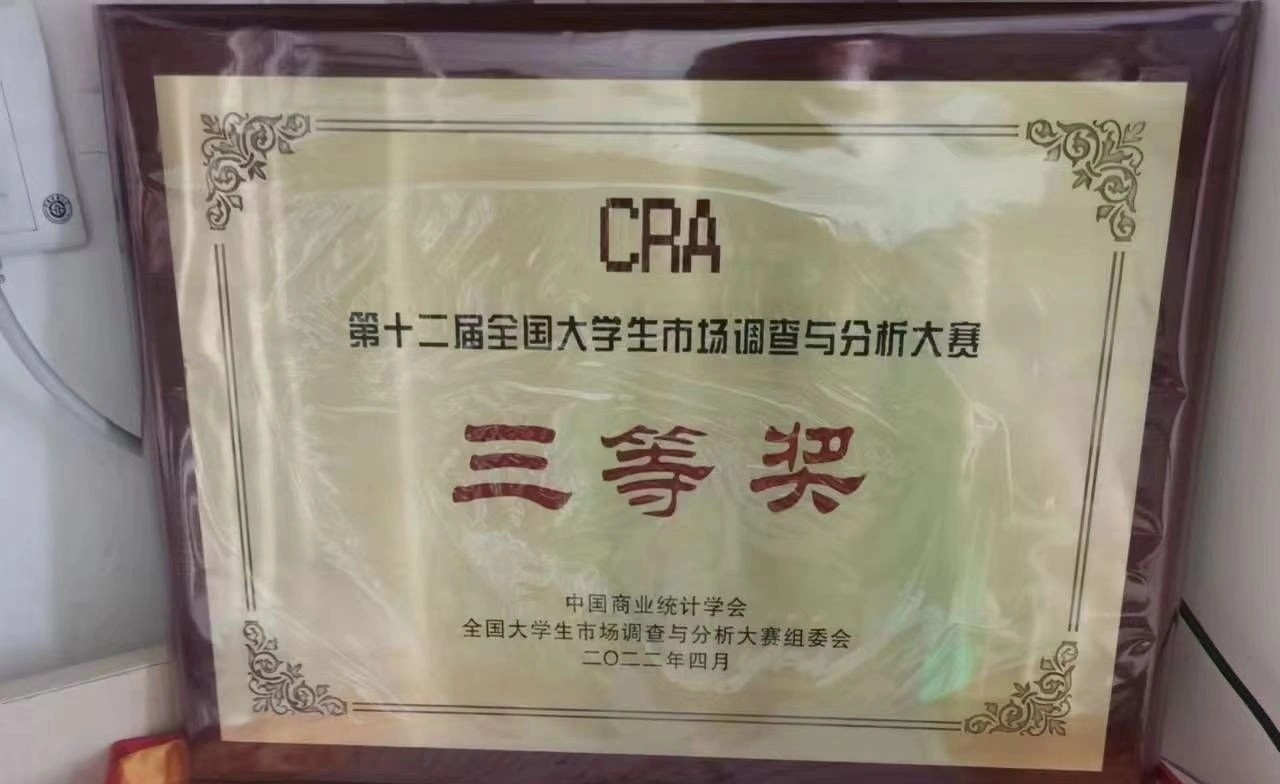 CRA
第十二届全国大学生市场调查与分析大赛
三等奖
中国商业统计学会
全国大学生市场调查与分析大赛组委会
二〇二二年四月